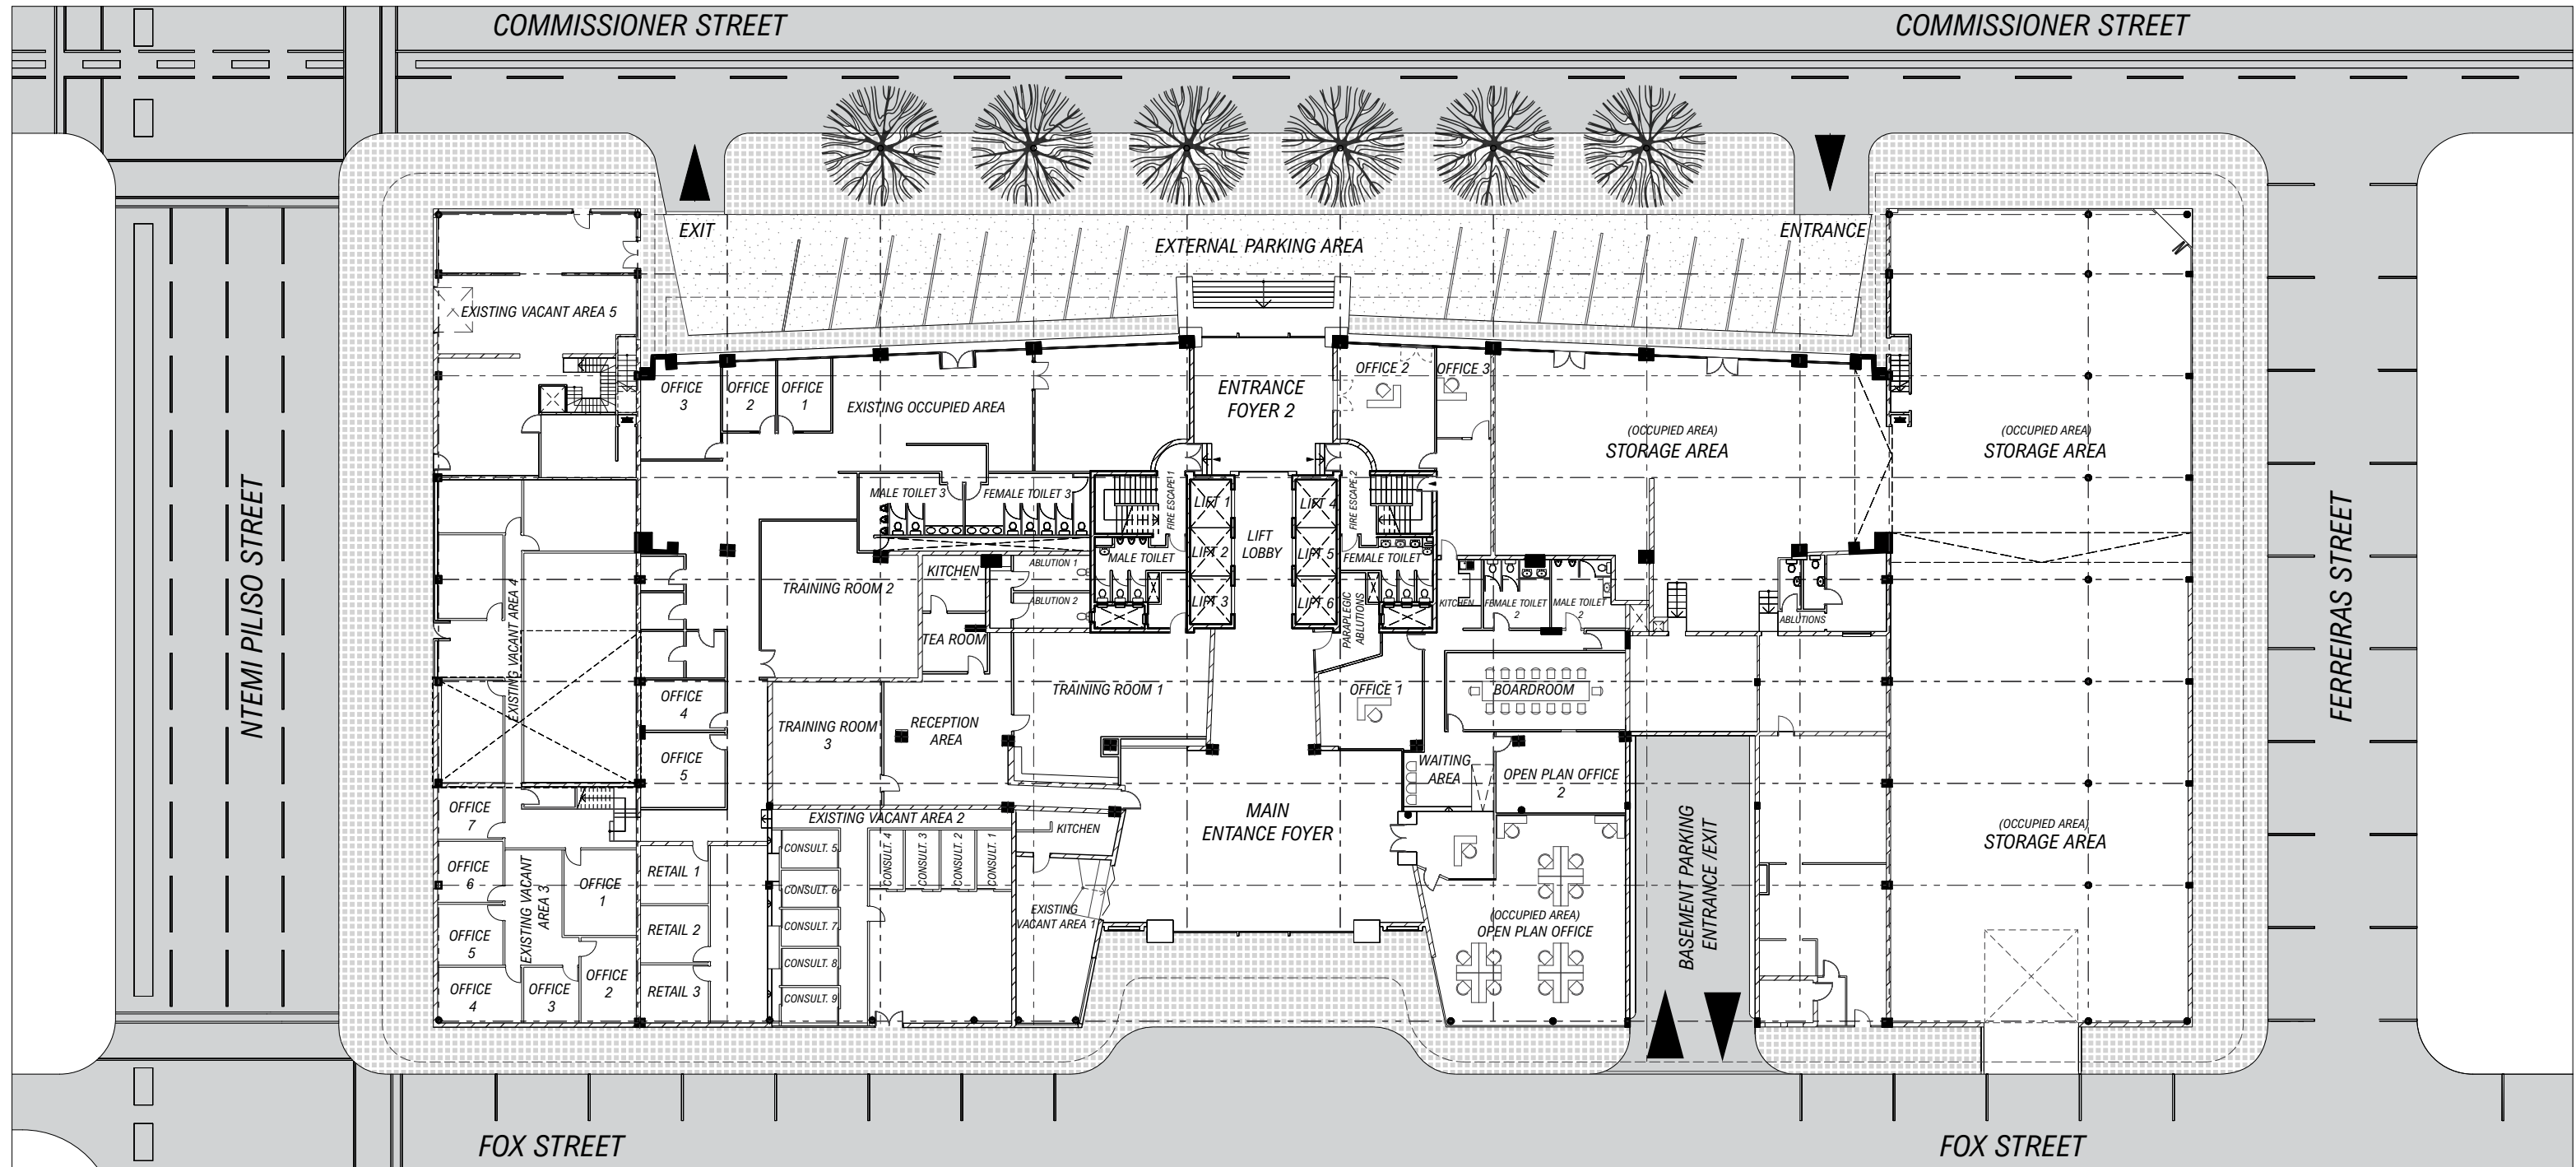 COMMISSIONER STREET
COMMISSIONER STREET
EXIT
EXTERNAL PARKING AREA
ENTRANCE
EXISTING VACANT AREA 5
OFFICE
3
OFFICE
2
OFFICE
1
EXISTING OCCUPIED AREA
ENTRANCE
FOYER 2
OFFICE 2
OFFICE 3
(OCCUPIED AREA)
STORAGE AREA
(OCCUPIED AREA)
STORAGE AREA
NTEMI PILISO STREET
FERREIRAS STREET
MALE TOILET 3
FEMALE TOILET 3
FIRE ESCAPE1
LIFT 1
LIFT 2
LIFT 3
LIFT
LOBBY
LIFT 4
LIFT 5
LIFT 6
FIRE ESCAPE 2
MALE TOILET
FEMALE TOILET
EXISTING VACANT AREA 4
TRAINING ROOM 2
KITCHEN
ABLUTION 1
ABLUTION 2
TEA ROOM
PARAPLEGIC
ABLUTIONS
KITCHEN
FEMALE TOILET
2
MALE TOILET
2
ABLUTIONS
OFFICE
4
OFFICE
5
TRAINING ROOM
3
RECEPTION
AREA
TRAINING ROOM 1
OFFICE 1
BOARDROOM
WAITING
AREA
OPEN PLAN OFFICE
2
OFFICE
7
OFFICE
6
OFFICE
5
OFFICE
4
OFFICE
3
OFFICE
2
OFFICE
1
EXISTING VACANT
AREA 3
RETAIL 1
RETAIL 2
RETAIL 3
EXISTING VACANT AREA 2
CONSULT. 5
CONSULT. 6
CONSULT. 7
CONSULT. 8
CONSULT. 9
CONSULT. 4
CONSULT. 3
CONSULT. 2
CONSULT. 1
KITCHEN
EXISTING
VACANT AREA 1
MAIN
ENTANCE FOYER
(OCCUPIED AREA)
OPEN PLAN OFFICE
BASEMENT PARKING
ENTRANCE /EXIT
(OCCUPIED AREA)
STORAGE AREA
FOX STREET
FOX STREET